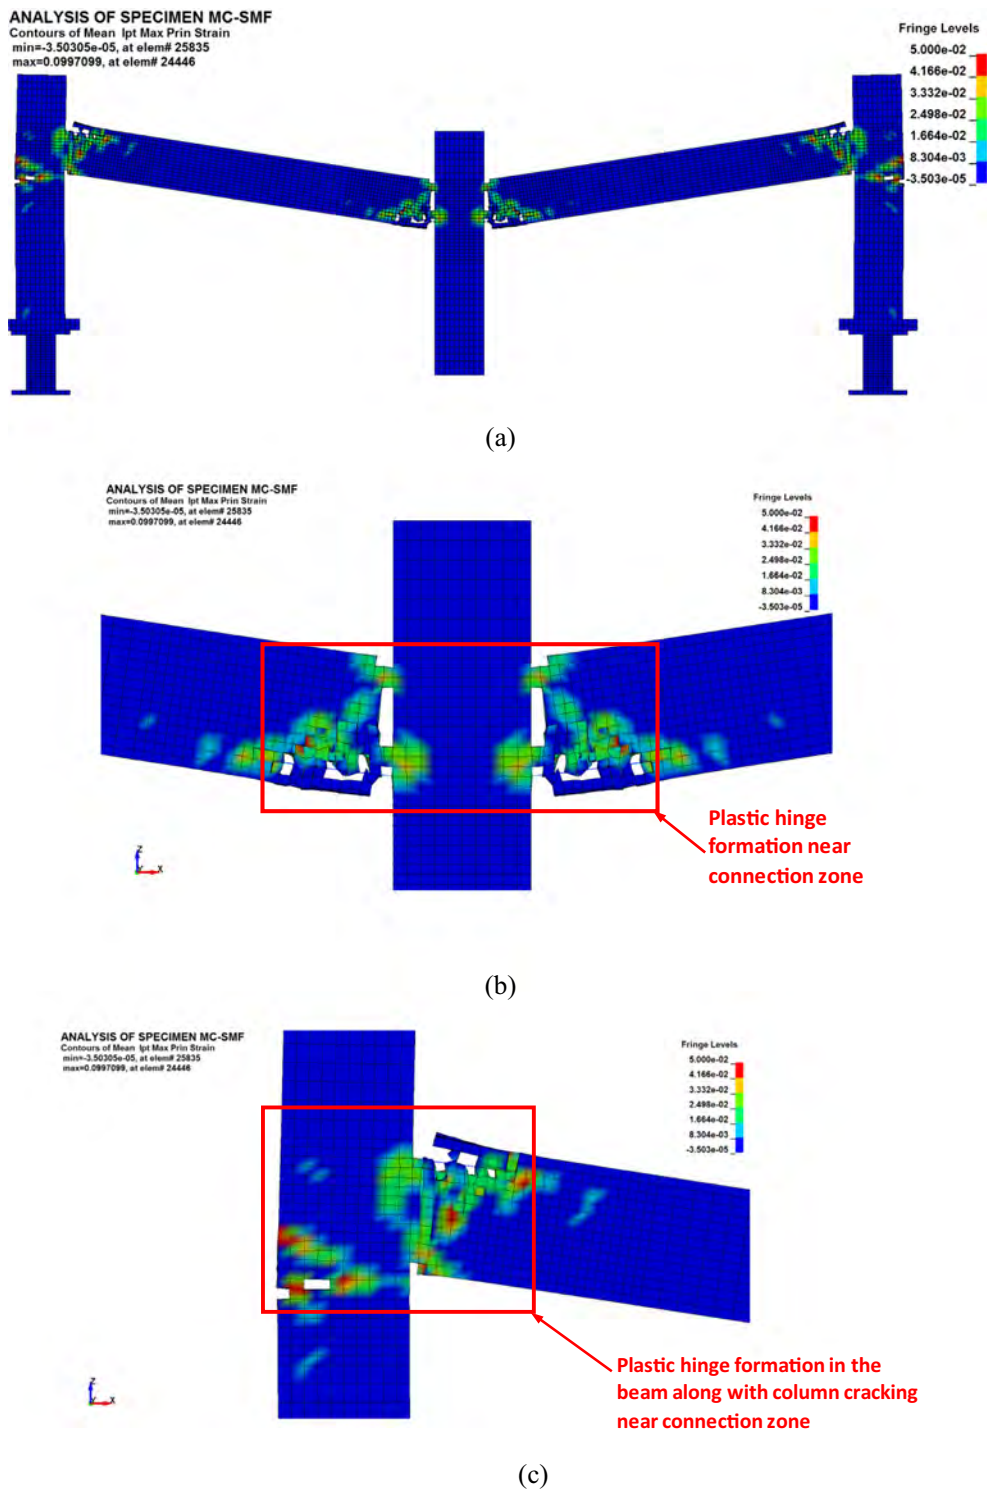 ANALYSIS OF SPECIMEN MC-SMF
Contours of Mean Ipt Max Prin Strain
min=-3.50305e-05, at elem# 25835
max=0.0997099, at elem# 24446
Fringe Levels
5.000e-02
4.166e-02
3.332e-02
2.498e-02
1.664e-02
8.304e-03
-3.503e-05
(a)
ANALYSIS OF SPECIMEN MC-SMF
Contours of Mean Ipt Max Prin Strain
min=-3.50305e-05, at elem# 25835
max=0.0997099, at elem# 24446
Fringe Levels
5.000e-02
4.166e-02
3.332e-02
2.498e-02
1.664e-02
8.304e-03
-3.503e-05
Plastic hinge
formation near
connection zone
Z
Y X
(b)
ANALYSIS OF SPECIMEN MC-SMF
Contours of Mean Ipt Max Prin Strain
min=-3.50305e-05, at elem# 25835
max=0.0997099, at elem# 24446
Fringe Levels
5.000e-02
4.166e-02
3.332e-02
2.498e-02
1.664e-02
8.304e-03
-3.503e-05
Plastic hinge formation in the
beam along with column cracking
near connection zone
Z
Y X
(c)